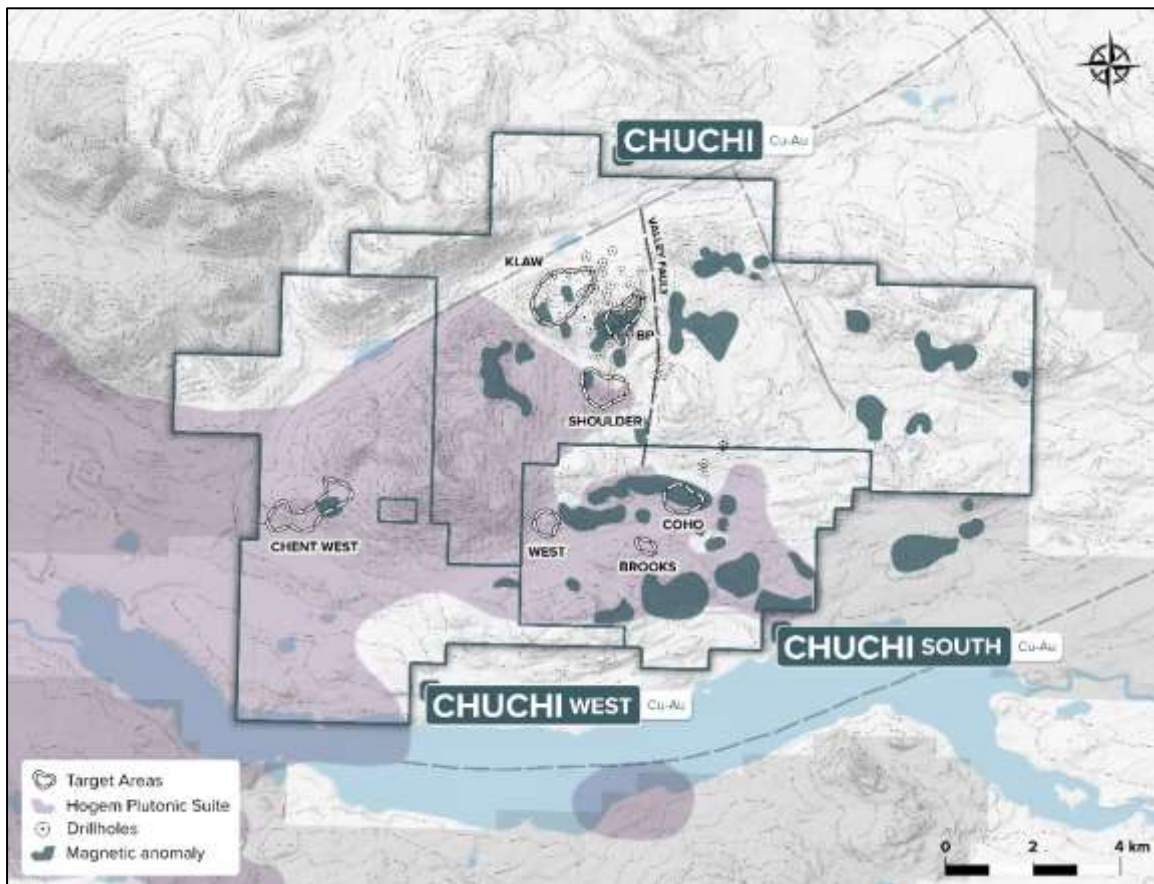 CHUCHI Cu-Au
KLAW
VALLEY FAULT
BP
SHOULDER
COHO
WEST
BROOKS
CHENT WEST
CHUCHI SOUTH Cu-Au
CHUCHI WEST Cu-Au
Target Areas
Hogem Plutonic Suite
Drillholes
Magnetic anomaly
0 2 4 km